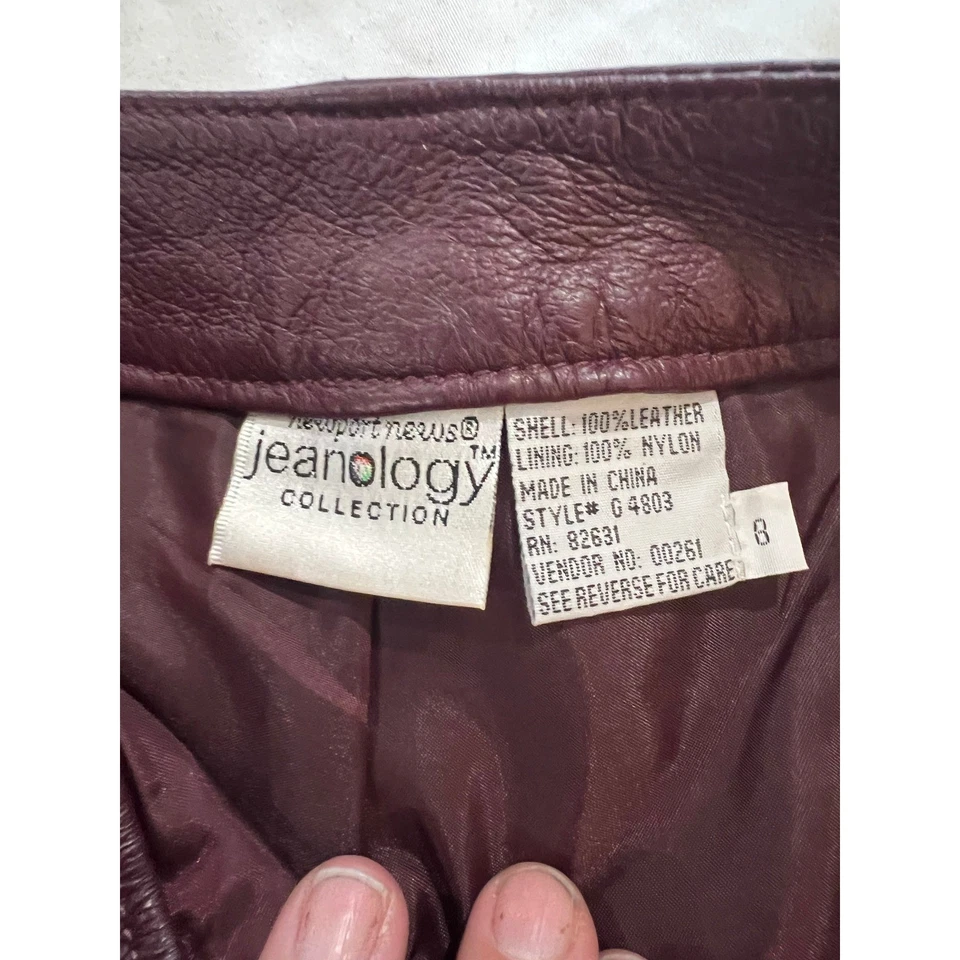 newport news®
jeanology™
COLLECTION
SHELL: 100% LEATHER
LINING: 100% NYLON
MADE IN CHINA
STYLE# G 4803
RN: 82631
VENDOR NO: 00261
SEE REVERSE FOR CARE
8